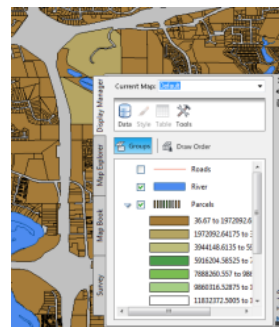 Current Map: Default
Data Style Table Tools
Groups Draw Order
Roads
River
Parcels
36.67 to 1972092.6
1972092.64175 to 3
3944148.6135 to 59
5916204.58525 to 7
7888260.557 to 986
9860316.52875 to 1
11832372.5005 to 1
Display Manager
Map Explorer
Map Book
Survey